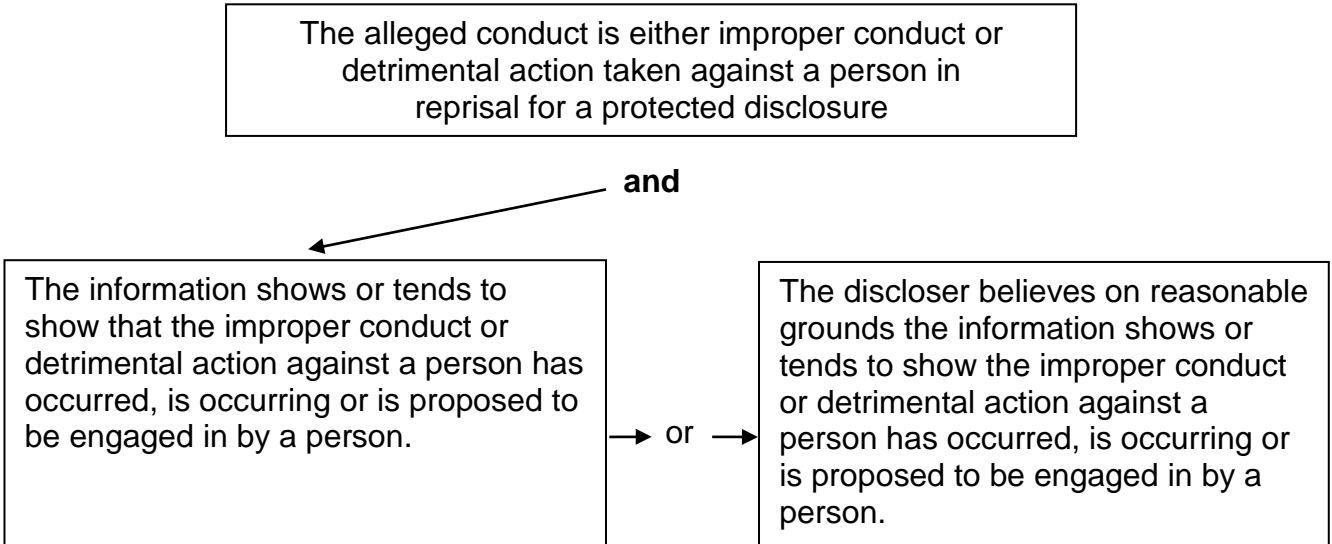 The alleged conduct is either improper conduct or
detrimental action taken against a person in
reprisal for a protected disclosure
and
The information shows or tends to
show that the improper conduct or
detrimental action against a person has
occurred, is occurring or is proposed to
be engaged in by a person.
or
The discloser believes on reasonable
grounds the information shows or
tends to show the improper conduct
or detrimental action against a
person has occurred, is occurring or
is proposed to be engaged in by a
person.